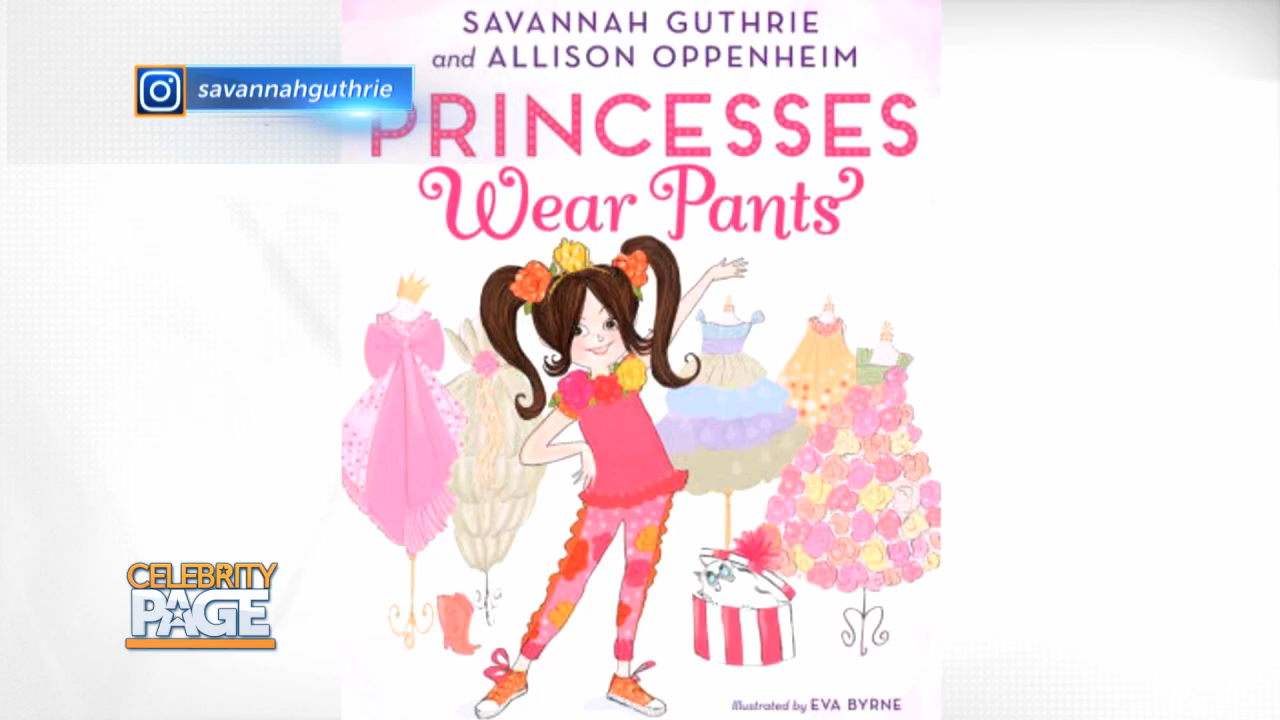 SAVANNAH GUTHRIE
and ALLISON OPPENHEIM
savannahguthrie
PRINCESSES
Wear Pants
CELEBRITY
PAGE
Illustrated by EVA BYRNE